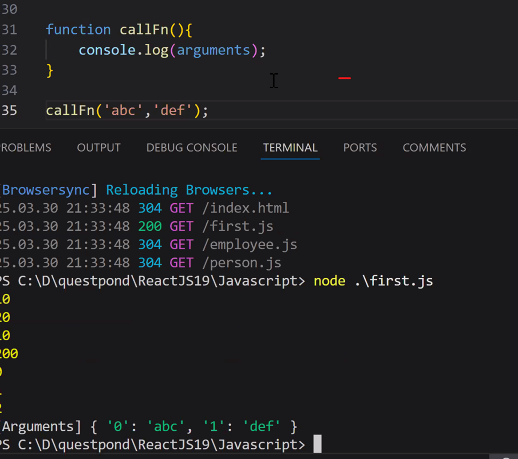 30
31 function callFn(){
32 console.log(arguments);
33 }
34
35 callFn('abc','def');
ROBLEMS OUTPUT DEBUG CONSOLE TERMINAL PORTS COMMENTS
Browsersync] Reloading Browsers...
25.03.30 21:33:48 304 GET /index.html
25.03.30 21:33:48 200 GET /first.js
25.03.30 21:33:48 304 GET /employee.js
25.03.30 21:33:48 304 GET /person.js
PS C:\D\questpond\ReactJS19\Javascript> node .\first.js
10
20
10
200
0
2
Arguments] { '0': 'abc', '1': 'def' }
PS C:\D\questpond\ReactJS19\Javascript>